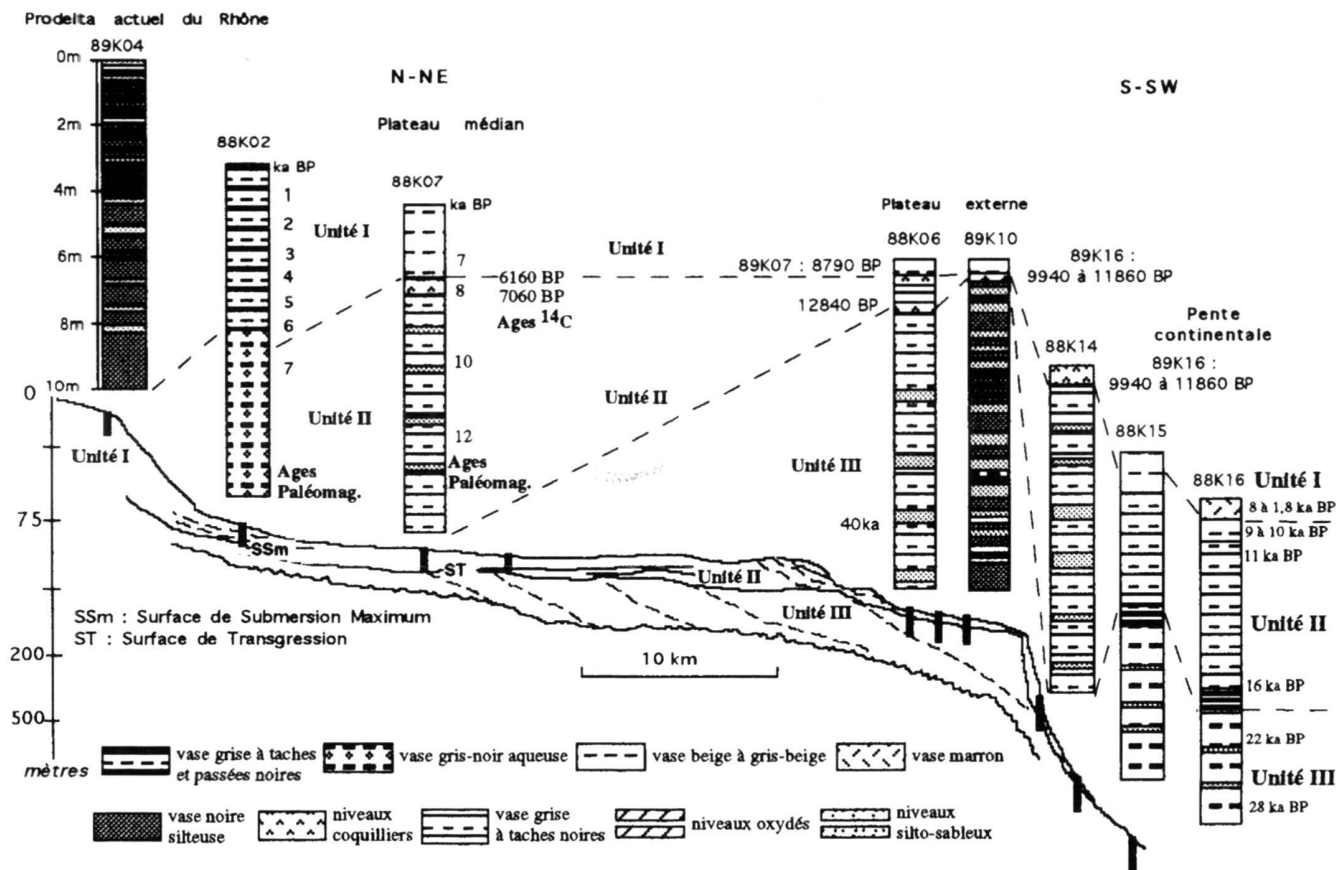 Prodelta actuel du Rhône
89K04
0m
2m
4m
6m
8m
10m
N-NE
S-SW
88K02
ka BP
1
2
3
4
5
6
7
Ages
Paléomag.
Unité I
Unité II
Plateau médian
88K07
ka BP
7
8
10
12
6160 BP
7060 BP
Ages 14C
Ages
Paléomag.
Unité I
Unité II
Plateau externe
88K06
89K10
89K07 : 8790 BP
12840 BP
Unité III
40ka
89K16 :
9940 à 11860 BP
Pente
continentale
88K14
89K16 :
9940 à 11860 BP
88K15
88K16
Unité I
8 à 1,8 ka BP
9 à 10 ka BP
11 ka BP
Unité II
16 ka BP
22 ka BP
Unité III
28 ka BP
0
75
200
500
mètres
Unité I
SSm
ST
Unité II
Unité III
SSm : Surface de Submersion Maximum
ST : Surface de Transgression
10 km
vase grise à taches
et passées noires
vase gris-noir aqueuse
vase beige à gris-beige
vase marron
vase noire
silteuse
niveaux
coquilliers
vase grise
à taches noires
niveaux oxydés
niveaux
silto-sableux